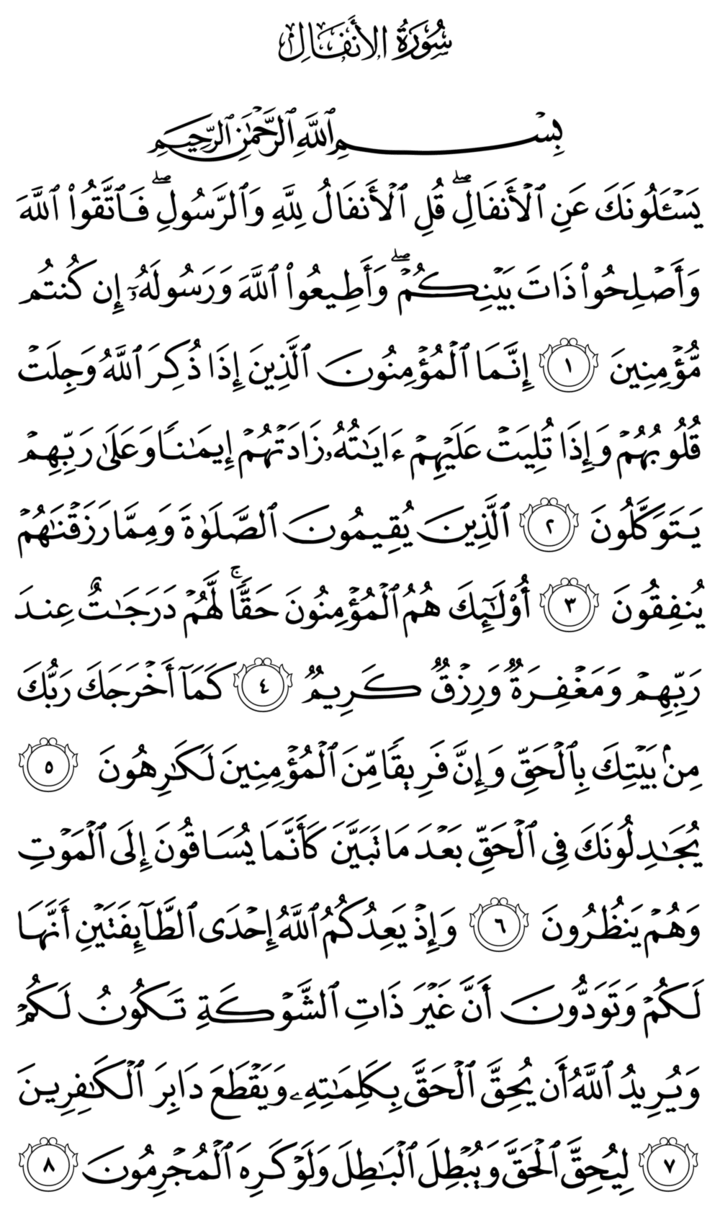 سُورَةُ الأَنفَالِ
بِسْمِ ٱللَّهِ ٱلرَّحْمَٰنِ ٱلرَّحِيمِ
يَسْـَٔلُونَكَ عَنِ ٱلْأَنفَالِۖ قُلِ ٱلْأَنفَالُ لِلَّهِ وَٱلرَّسُولِۖ فَٱتَّقُوا۟ ٱللَّهَ
وَأَصْلِحُوا۟ ذَاتَ بَيْنِكُمْۖ وَأَطِيعُوا۟ ٱللَّهَ وَرَسُولَهُۥٓ إِن كُنتُم
مُّؤْمِنِينَ ١ إِنَّمَا ٱلْمُؤْمِنُونَ ٱلَّذِينَ إِذَا ذُكِرَ ٱللَّهُ وَجِلَتْ
قُلُوبُهُمْ وَإِذَا تُلِيَتْ عَلَيْهِمْ ءَايَٰتُهُۥ زَادَتْهُمْ إِيمَٰنًا وَعَلَىٰ رَبِّهِمْ
يَتَوَكَّلُونَ ٢ ٱلَّذِينَ يُقِيمُونَ ٱلصَّلَوٰةَ وَمِمَّا رَزَقْنَٰهُمْ
يُنفِقُونَ ٣ أُو۟لَٰٓئِكَ هُمُ ٱلْمُؤْمِنُونَ حَقًّاۚ لَّهُمْ دَرَجَٰتٌ عِندَ
رَبِّهِمْ وَمَغْفِرَةٌ وَرِزْقٌ كَرِيمٌ ٤ كَمَآ أَخْرَجَكَ رَبُّكَ
مِنۢ بَيْتِكَ بِٱلْحَقِّ وَإِنَّ فَرِيقًا مِّنَ ٱلْمُؤْمِنِينَ لَكَٰرِهُونَ ٥
يُجَٰدِلُونَكَ فِى ٱلْحَقِّ بَعْدَ مَا تَبَيَّنَ كَأَنَّمَا يُسَاقُونَ إِلَى ٱلْمَوْتِ
وَهُمْ يَنظُرُونَ ٦ وَإِذْ يَعِدُكُمُ ٱللَّهُ إِحْدَى ٱلطَّآئِفَتَيْنِ أَنَّهَا
لَكُمْ وَتَوَدُّونَ أَنَّ غَيْرَ ذَاتِ ٱلشَّوْكَةِ تَكُونُ لَكُمْ
وَيُرِيدُ ٱللَّهُ أَن يُحِقَّ ٱلْحَقَّ بِكَلِمَٰتِهِۦ وَيَقْطَعَ دَابِرَ ٱلْكَٰفِرِينَ
٧ لِيُحِقَّ ٱلْحَقَّ وَيُبْطِلَ ٱلْبَٰطِلَ وَلَوْ كَرِهَ ٱلْمُجْرِمُونَ ٨